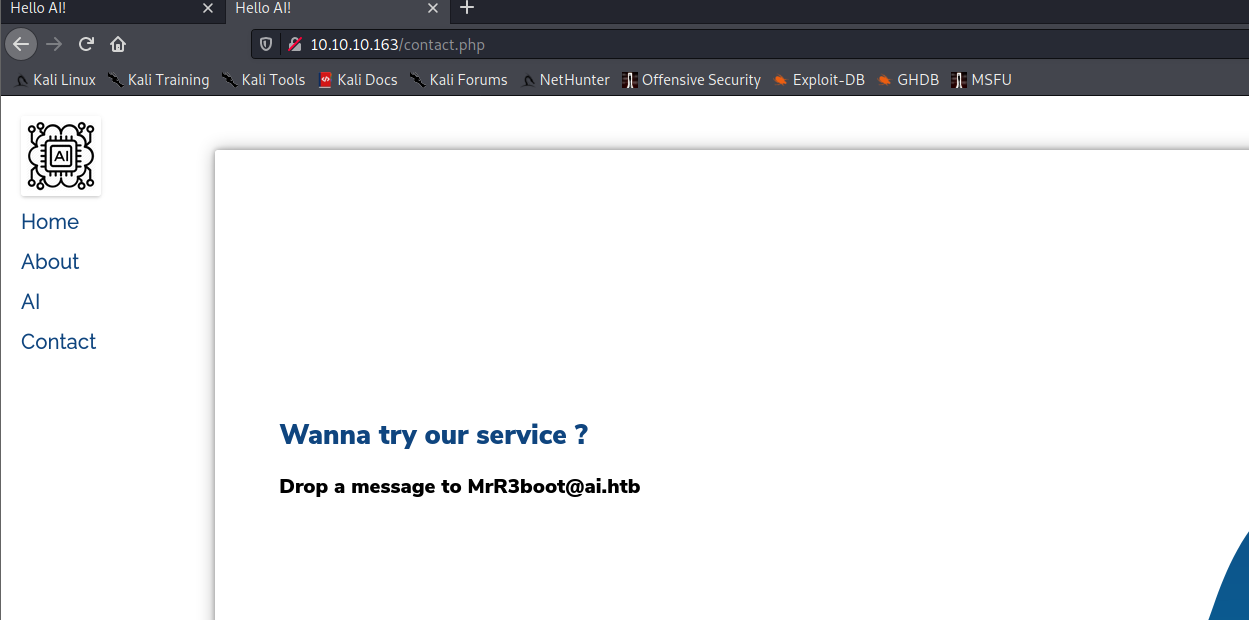 Hello AI! Hello AI!
10.10.10.163/contact.php
Kali Linux Kali Training Kali Tools Kali Docs Kali Forums NetHunter Offensive Security Exploit-DB GHDB MSFU
AI
Home
About
AI
Contact
Wanna try our service ?
Drop a message to MrR3boot@ai.htb